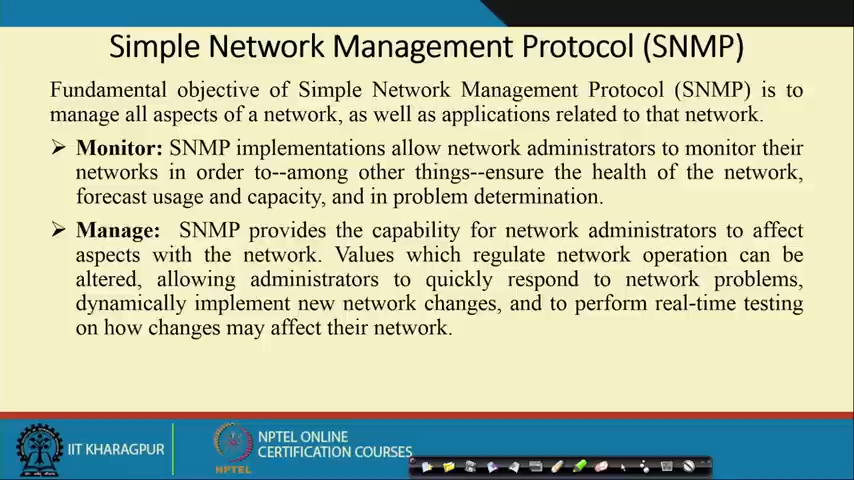 Simple Network Management Protocol (SNMP)
Fundamental objective of Simple Network Management Protocol (SNMP) is to
manage all aspects of a network, as well as applications related to that network.
➢ Monitor: SNMP implementations allow network administrators to monitor their
networks in order to--among other things--ensure the health of the network,
forecast usage and capacity, and in problem determination.
➢ Manage: SNMP provides the capability for network administrators to affect
aspects with the network. Values which regulate network operation can be
altered, allowing administrators to quickly respond to network problems,
dynamically implement new network changes, and to perform real-time testing
on how changes may affect their network.
IIT KHARAGPUR
NPTEL
NPTEL ONLINE
CERTIFICATION COURSES